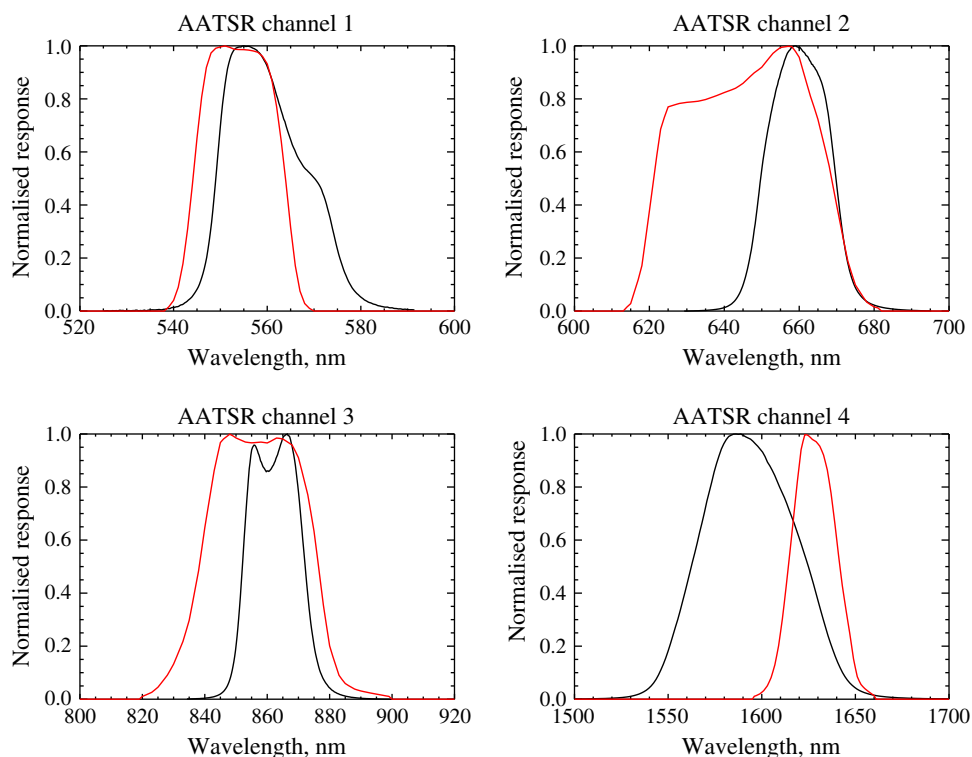 AATSR channel 1
1.0
0.8
0.6
0.4
0.2
0.0
Normalised response
520 540 560 580 600
Wavelength, nm
AATSR channel 2
1.0
0.8
0.6
0.4
0.2
0.0
Normalised response
600 620 640 660 680 700
Wavelength, nm
AATSR channel 3
1.0
0.8
0.6
0.4
0.2
0.0
Normalised response
800 820 840 860 880 900 920
Wavelength, nm
AATSR channel 4
1.0
0.8
0.6
0.4
0.2
0.0
Normalised response
1500 1550 1600 1650 1700
Wavelength, nm